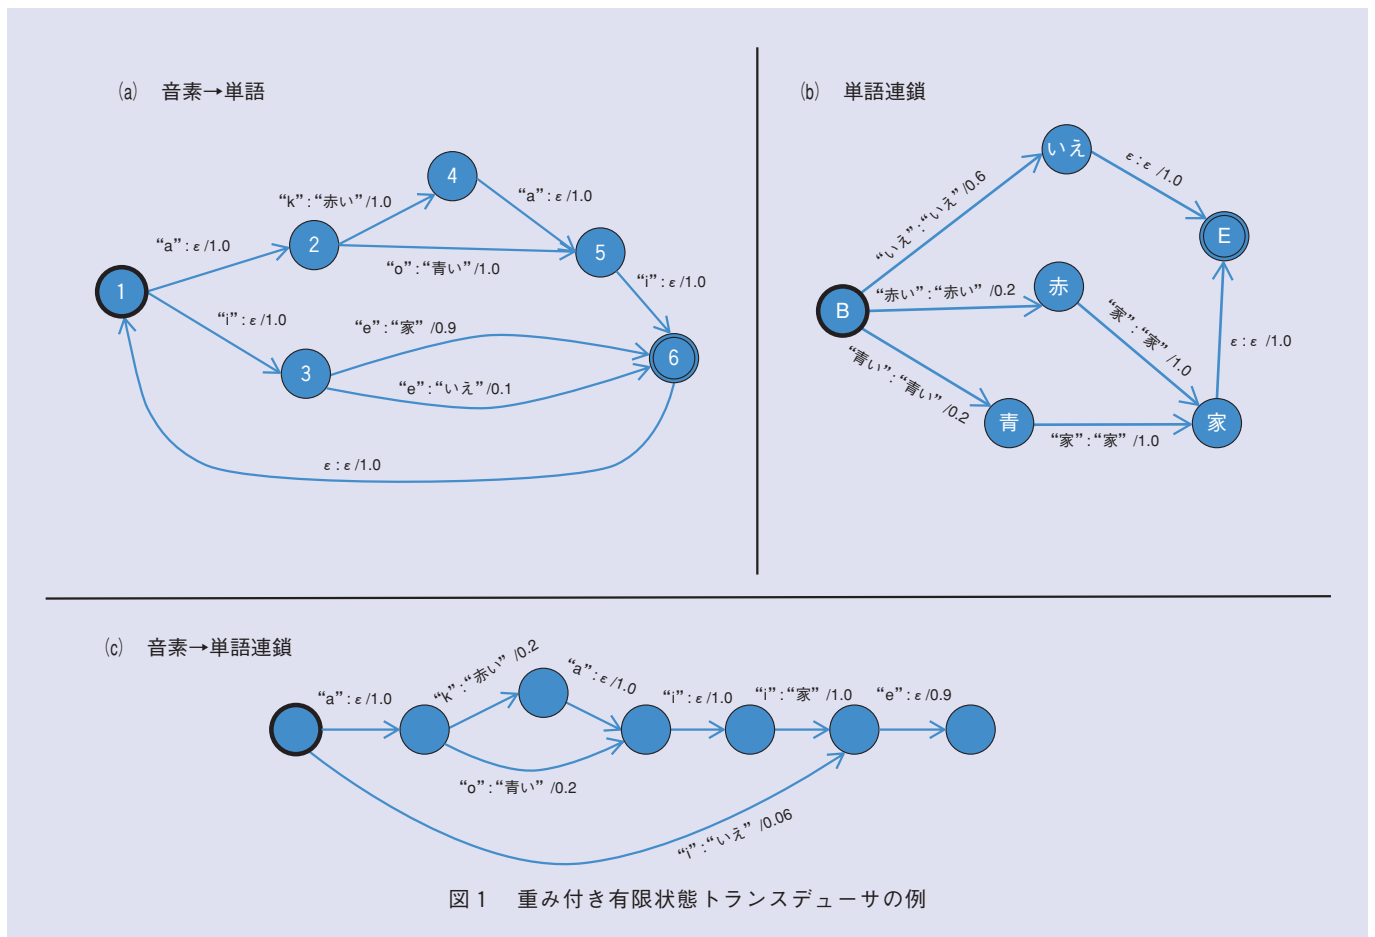 (a) 音素→単語
4
“k”:“赤い”/1.0
“a”:ε/1.0
“a”:ε/1.0
2
5
“o”:“青い”/1.0
1
“i”:ε/1.0
“i”:ε/1.0
“e”:“家”/0.9
3
6
“e”:“いえ”/0.1
ε:ε/1.0
(b) 単語連鎖
いえ
ε:ε/1.0
“いえ”:“いえ”/0.6
E
赤
“赤い”:“赤い”/0.2
B
“家”:“家”/1.0
ε:ε/1.0
“青い”:“青い”/0.2
青
家
“家”:“家”/1.0
(c) 音素→単語連鎖
“k”:“赤い”/0.2
“a”:ε/1.0
“a”:ε/1.0
“i”:ε/1.0
“i”:“家”/1.0
“e”:ε/0.9
“o”:“青い”/0.2
“i”:“いえ”/0.06
図1 重み付き有限状態トランスデューサの例